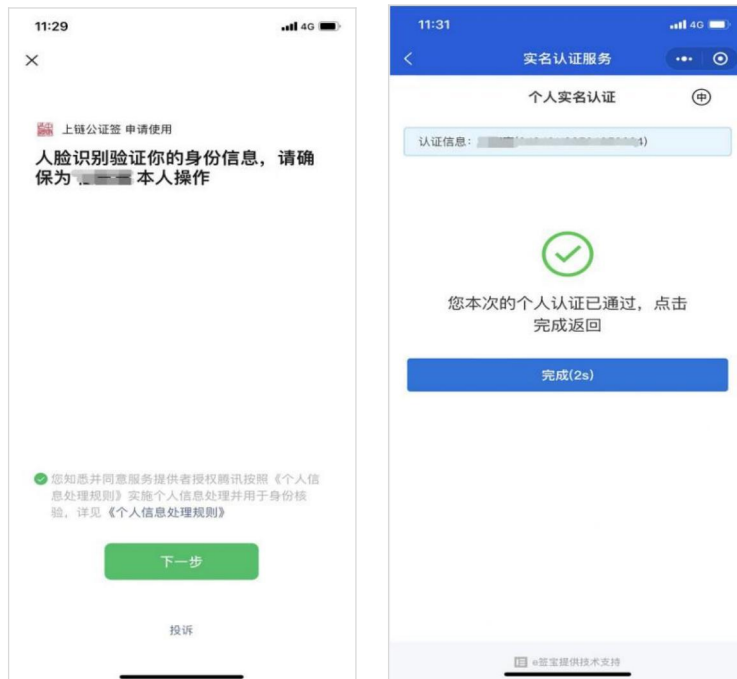 11:29
4G
上链公证签 申请使用
人脸识别验证你的身份信息，请确
保为 本人操作
您知悉并同意服务提供者授权腾讯按照《个人信
息处理规则》实施个人信息处理并用于身份核
验，详见《个人信息处理规则》
下一步
投诉
11:31
4G
实名认证服务
个人实名认证
中
认证信息： 4)
您本次的个人认证已通过，点击
完成返回
完成(2s)
e签宝提供技术支持